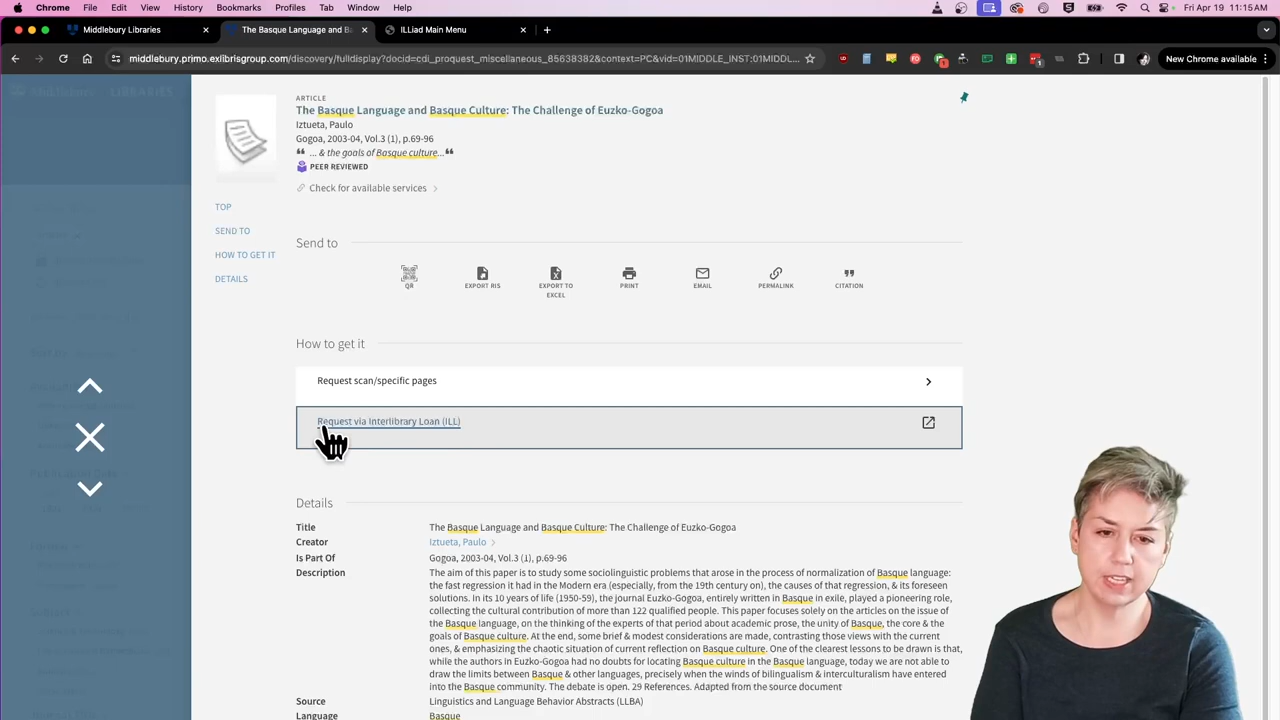 Chrome File Edit View History Bookmarks Profiles Tab Window Help Fri Apr 19 11:15AM
Middlebury Libraries The Basque Language and Ba ILLiad Main Menu
middlebury.primo.exlibrisgroup.com/discovery/fulldisplay?docid=cdi_proquest_miscellaneous_85638382&context=PC&vid=01MIDDLE_INST:01MIDDL... New Chrome available
ARTICLE
The Basque Language and Basque Culture: The Challenge of Euzko-Gogoa
Iztueta, Paulo
Gogoa, 2003-04, Vol.3 (1), p.69-96
❝ ... & the goals of Basque culture...❝
PEER REVIEWED
Check for available services
TOP
SEND TO
HOW TO GET IT
DETAILS
Send to
QR EXPORT RIS EXPORT TO EXCEL PRINT EMAIL PERMALINK CITATION
How to get it
Request scan/specific pages
Request via Interlibrary Loan (ILL)
Details
Title The Basque Language and Basque Culture: The Challenge of Euzko-Gogoa
Creator Iztueta, Paulo
Is Part Of Gogoa, 2003-04, Vol.3 (1), p.69-96
Description The aim of this paper is to study some sociolinguistic problems that arose in the process of normalization of Basque language:
the fast regression it had in the Modern era (especially, from the 19th century on), the causes of that regression, & its foreseen
solutions. In its 10 years of life (1950-59), the journal Euzko-Gogoa, entirely written in Basque in exile, played a pioneering role,
collecting the cultural contribution of more than 122 qualified people. This paper focuses solely on the articles on the issue of
the Basque language, on the thinking of the experts of that period about academic prose, the unity of Basque, the core & the
goals of Basque culture. At the end, some brief & modest considerations are made, contrasting those views with the current
ones, & emphasizing the chaotic situation of current reflection on Basque culture. One of the clearest lessons to be drawn is that,
while the authors in Euzko-Gogoa had no doubts for locating Basque culture in the Basque language, today we are not able to
draw the limits between Basque & other languages, precisely when the winds of bilingualism & interculturalism have entered
into the Basque community. The debate is open. 29 References. Adapted from the source document
Source Linguistics and Language Behavior Abstracts (LLBA)
Language Basque